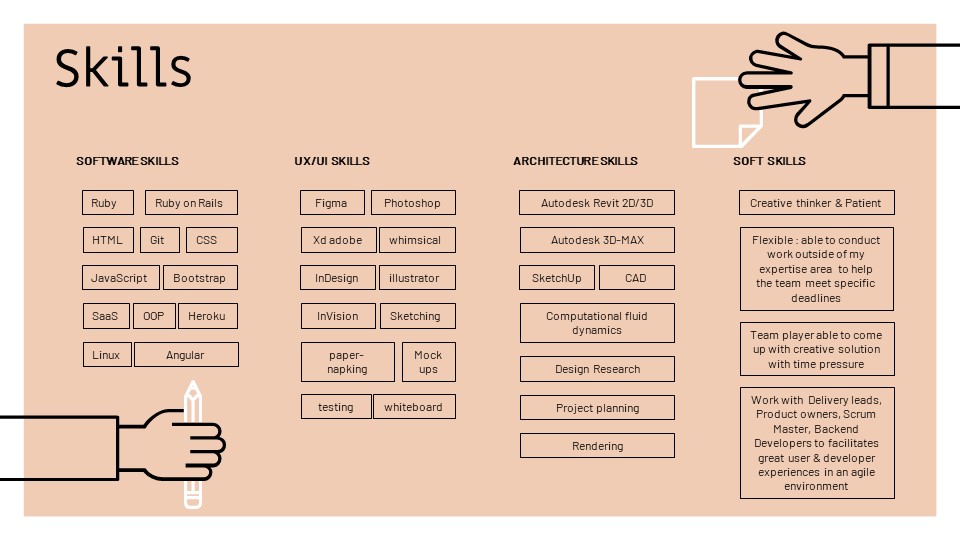 Skills
SOFTWARE SKILLS
Ruby
Ruby on Rails
HTML
Git
CSS
JavaScript
Bootstrap
SaaS
OOP
Heroku
Linux
Angular
UX/UI SKILLS
Figma
Photoshop
Xd adobe
whimsical
InDesign
illustrator
InVision
Sketching
paper-
napking
Mock
ups
testing
whiteboard
ARCHITECTURE SKILLS
Autodesk Revit 2D/3D
Autodesk 3D-MAX
SketchUp
CAD
Computational fluid
dynamics
Design Research
Project planning
Rendering
SOFT SKILLS
Creative thinker & Patient
Flexible : able to conduct
work outside of my
expertise area to help
the team meet specific
deadlines
Team player able to come
up with creative solution
with time pressure
Work with Delivery leads,
Product owners, Scrum
Master, Backend
Developers to facilitates
great user & developer
experiences in an agile
environment